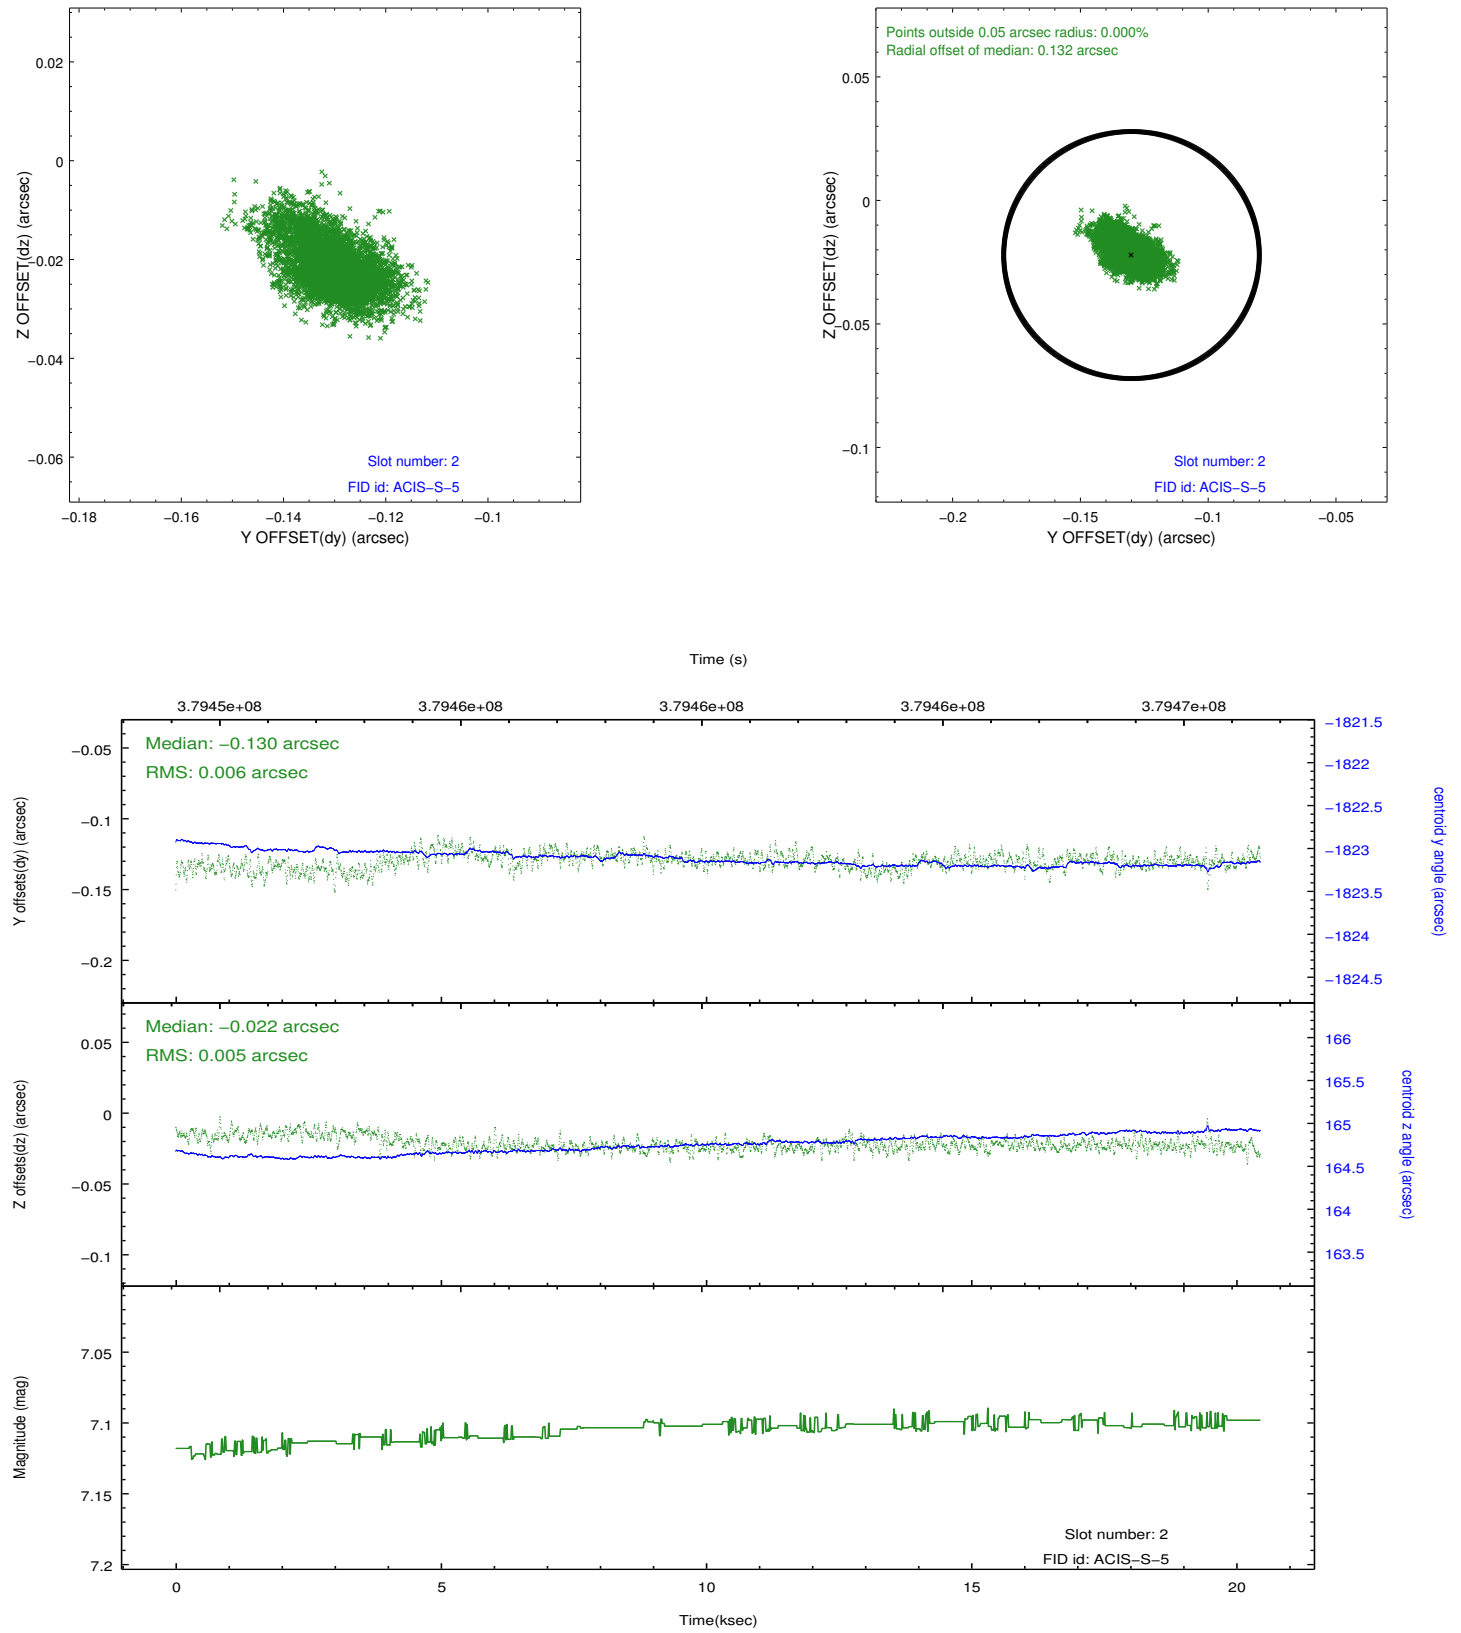 0.02
0
−0.02
−0.04
−0.06
Z OFFSET(dz) (arcsec)
Slot number: 2
FID id: ACIS−S−5
−0.18
−0.16
−0.14
−0.12
−0.1
Y OFFSET(dy) (arcsec)
Points outside 0.05 arcsec radius: 0.000%
Radial offset of median: 0.132 arcsec
0.05
0
−0.05
−0.1
Z OFFSET(dz) (arcsec)
Slot number: 2
FID id: ACIS−S−5
−0.2
−0.15
−0.1
−0.05
Y OFFSET(dy) (arcsec)
Time (s)
3.7945e+08
3.7946e+08
3.7946e+08
3.7946e+08
3.7947e+08
Median: −0.130 arcsec
RMS: 0.006 arcsec
−0.05
−0.1
−0.15
−0.2
Y offsets(dy) (arcsec)
−1821.5
−1822
−1822.5
−1823
−1823.5
−1824
−1824.5
centroid y angle (arcsec)
Median: −0.022 arcsec
RMS: 0.005 arcsec
0.05
0
−0.05
−0.1
Z offsets(dz) (arcsec)
166
165.5
165
164.5
164
163.5
centroid z angle (arcsec)
7.05
7.1
7.15
7.2
Magnitude (mag)
Slot number: 2
FID id: ACIS−S−5
0
5
10
15
20
Time(ksec)